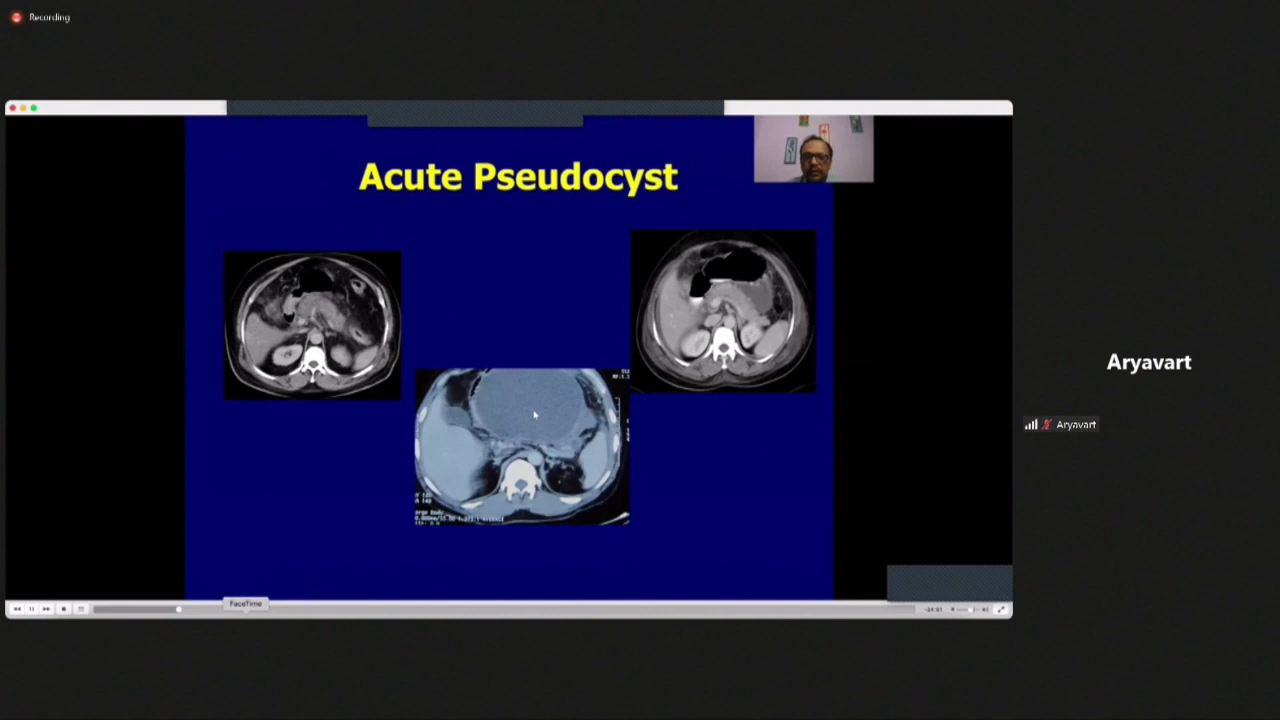 Recording
Acute Pseudocyst
Aryavart
Aryavart
FaceTime